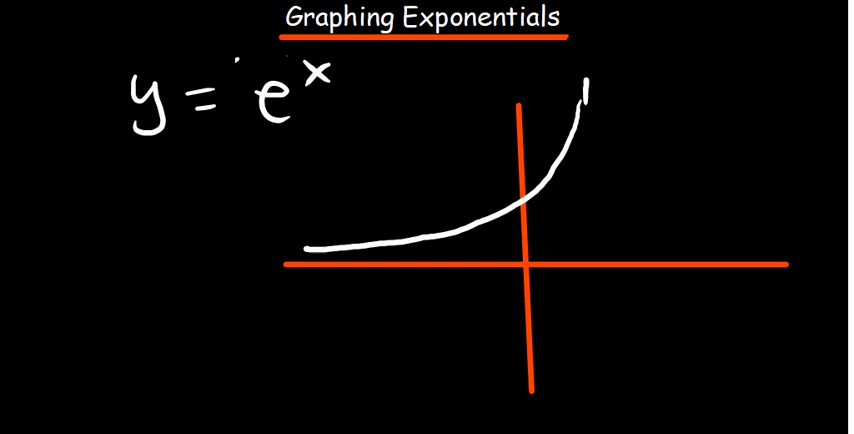 Graphing Exponentials
y = e^x